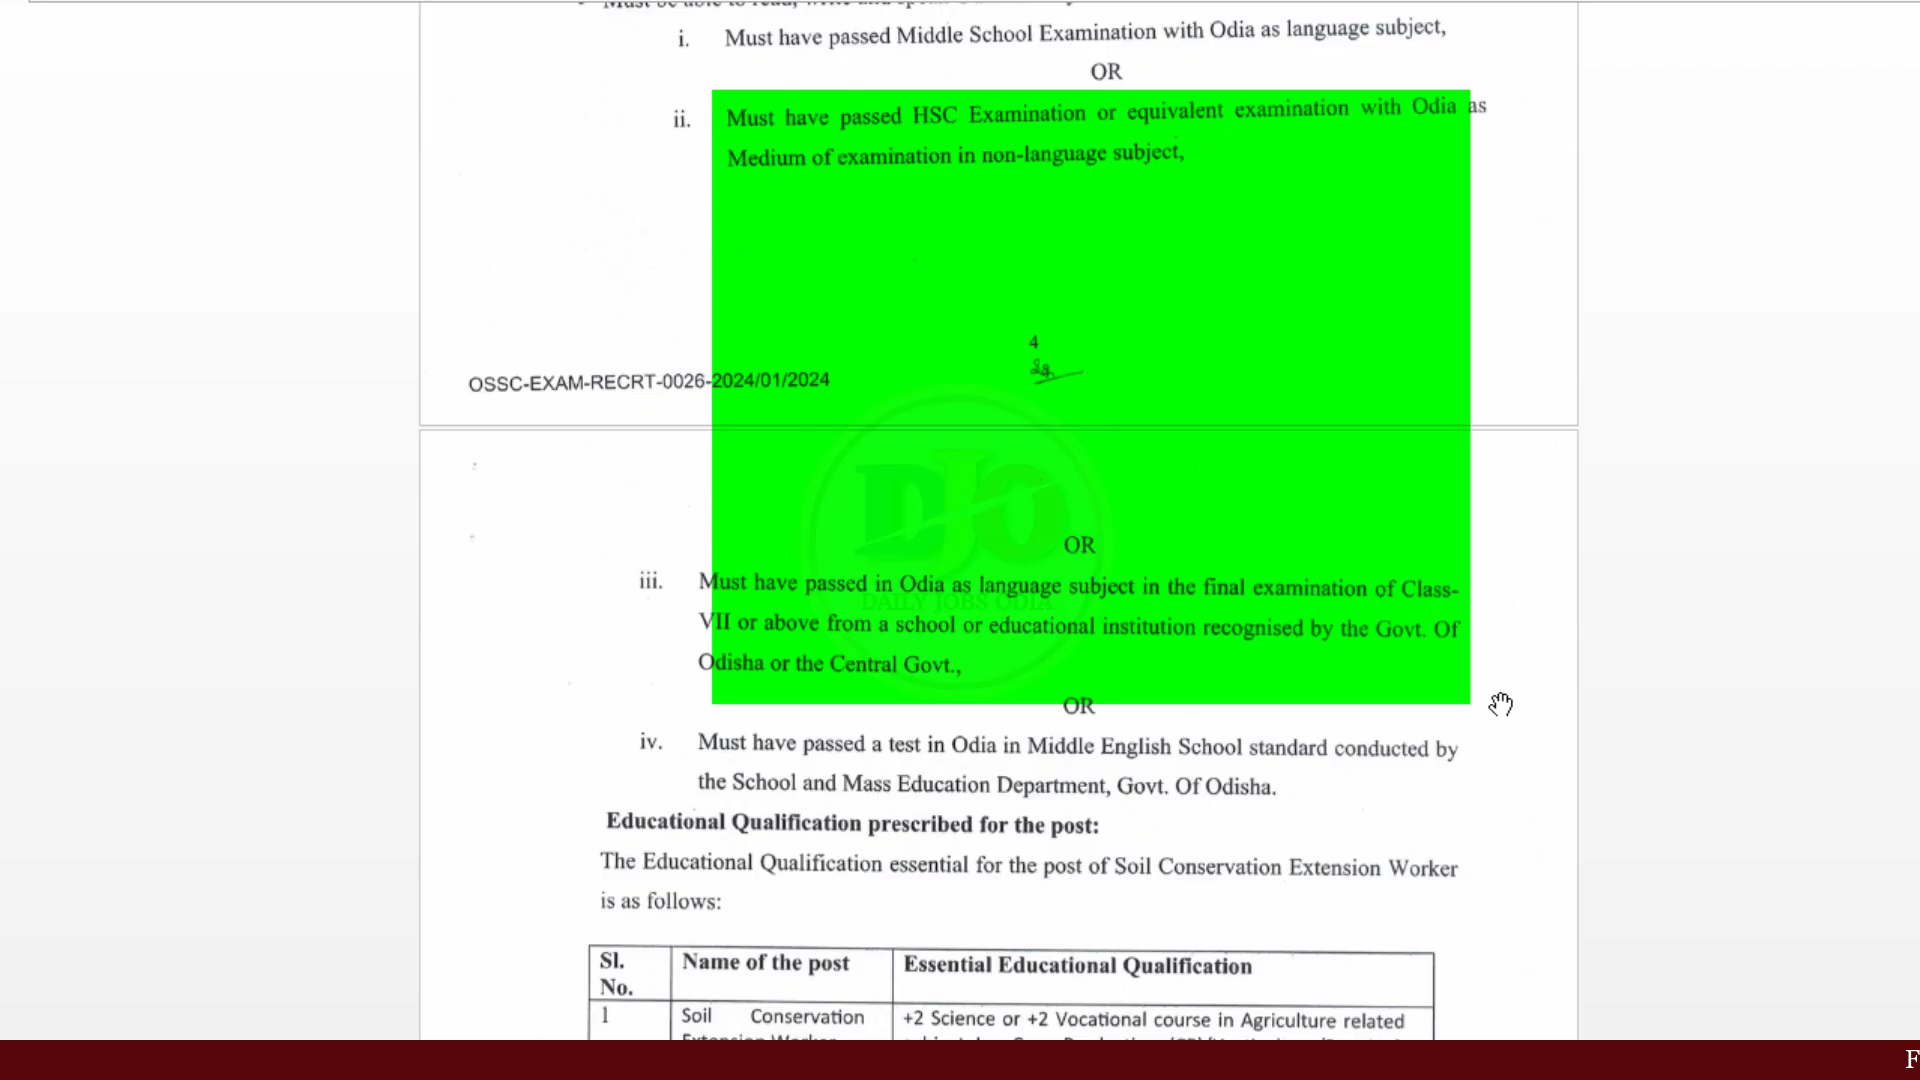 i. Must have passed Middle School Examination with Odia as language subject,
OR
ii. Must have passed HSC Examination or equivalent examination with Odia as
Medium of examination in non-language subject,
4
OSSC-EXAM-RECRT-0026-2024/01/2024
DJO
DAILY JOBS ODIA
OR
iii. Must have passed in Odia as language subject in the final examination of Class-
VII or above from a school or educational institution recognised by the Govt. Of
Odisha or the Central Govt.,
OR
iv. Must have passed a test in Odia in Middle English School standard conducted by
the School and Mass Education Department, Govt. Of Odisha.
Educational Qualification prescribed for the post:
The Educational Qualification essential for the post of Soil Conservation Extension Worker
is as follows:
Sl. No. Name of the post Essential Educational Qualification
1 Soil Conservation +2 Science or +2 Vocational course in Agriculture related
F